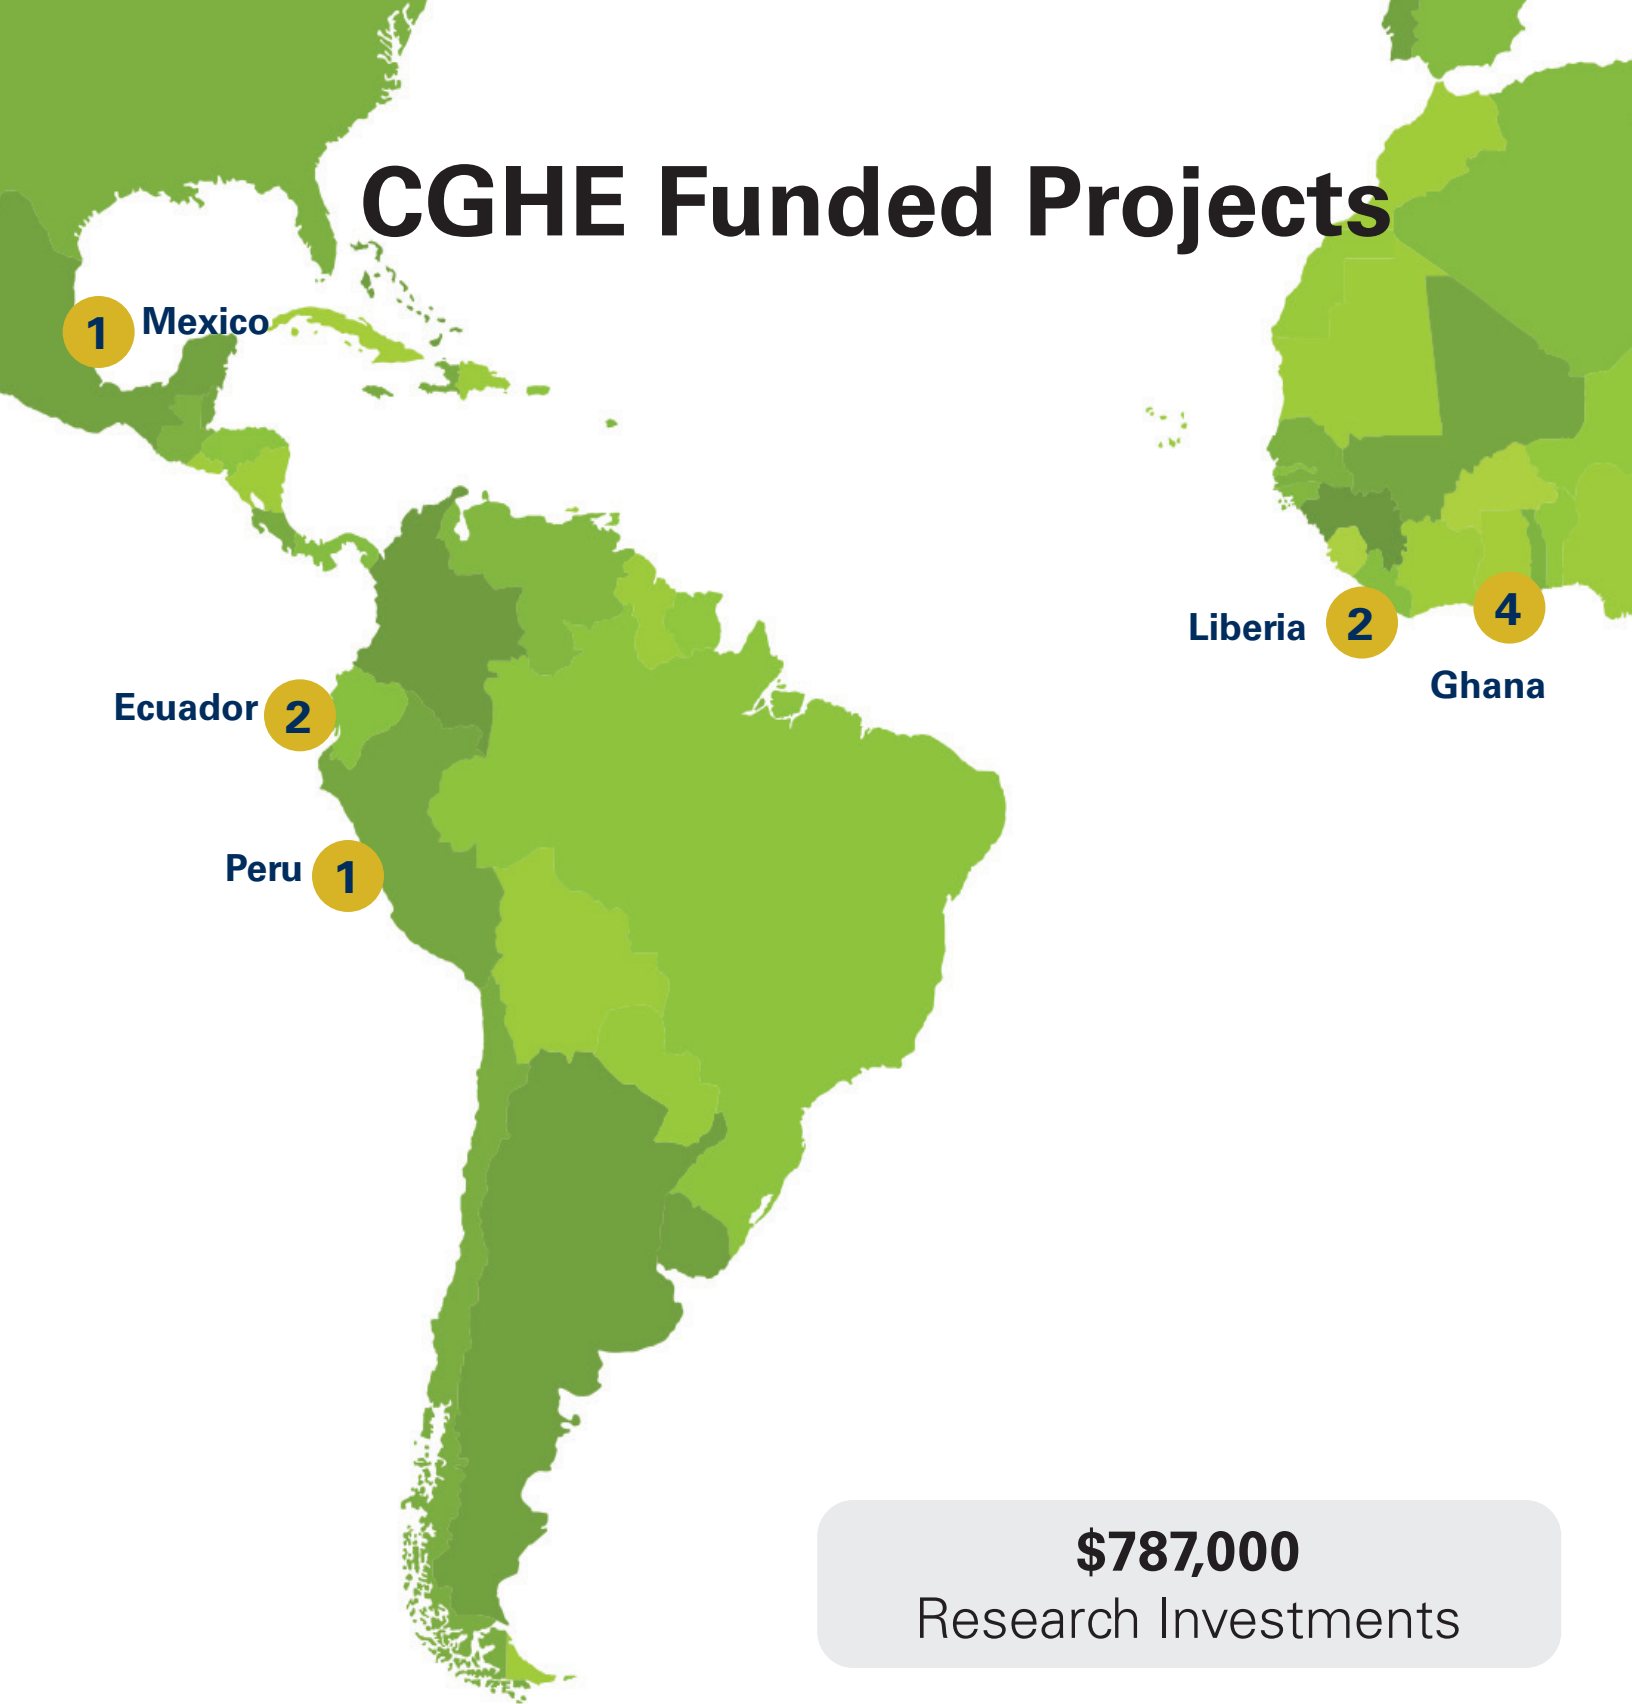 CGHE Funded Projects
1 Mexico
Liberia 2
4
Ghana
Ecuador 2
Peru 1
$787,000
Research Investments